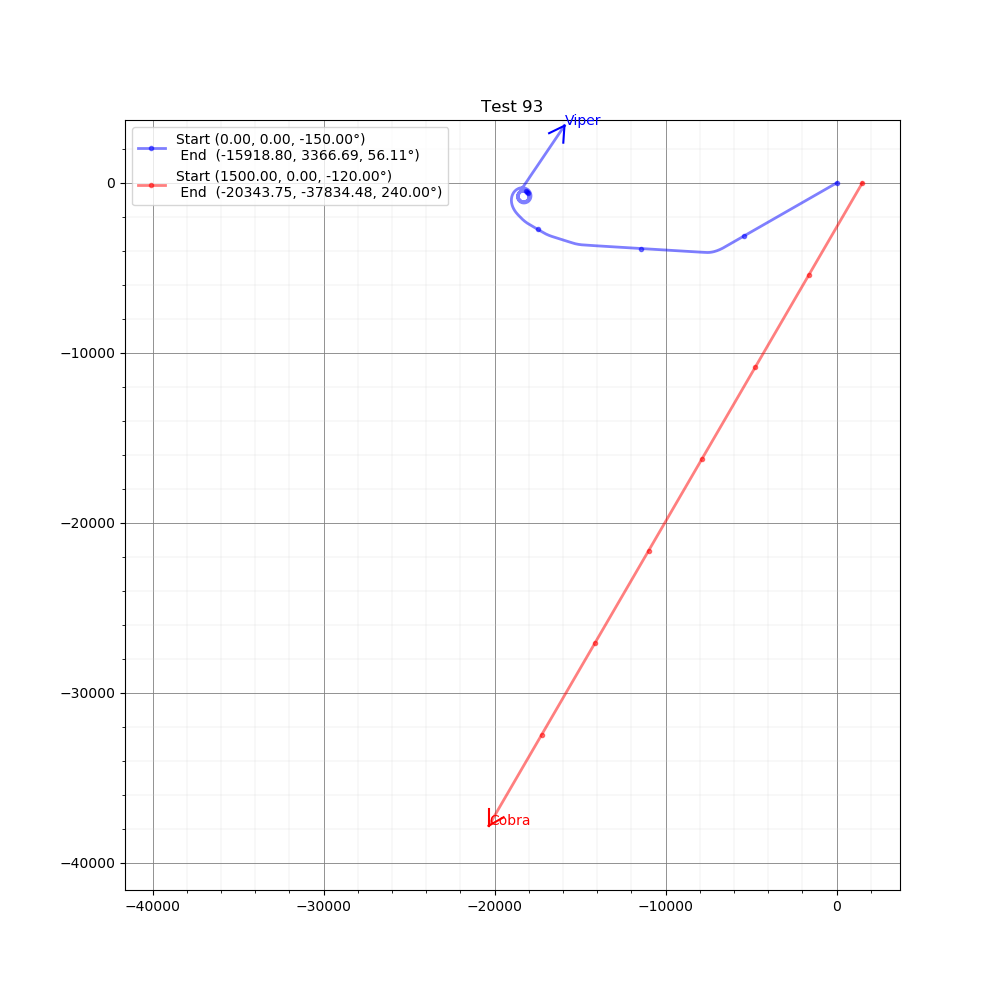 Test 93
Viper
Start (0.00, 0.00, -150.00°)
End  (-15918.80, 3366.69, 56.11°)
Start (1500.00, 0.00, -120.00°)
End  (-20343.75, -37834.48, 240.00°)
0
−10000
−20000
−30000
−40000
Cobra
−40000 −30000 −20000 −10000 0